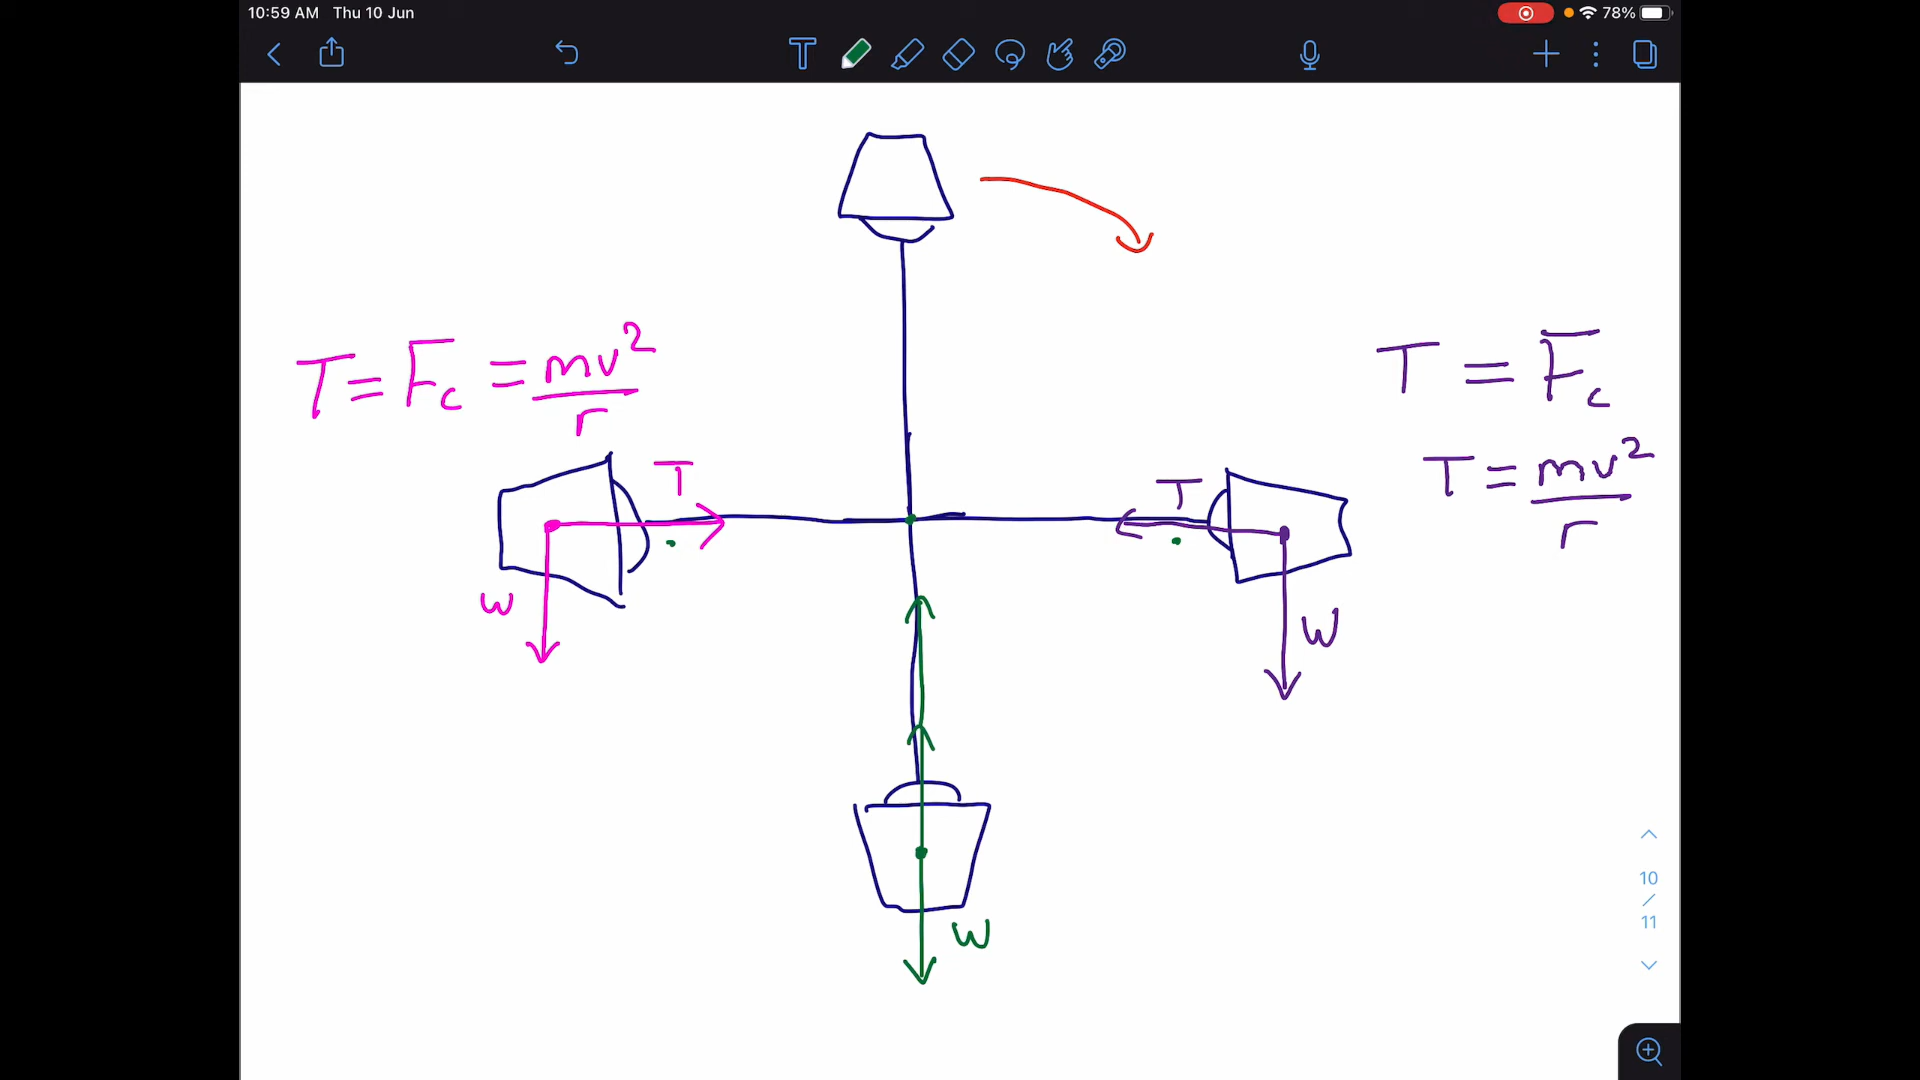 10:59 AM Thu 10 Jun
78%
T = Fc = mv²/r
T = Fc
T = mv²/r
T
T
W
W
W
10
/
11